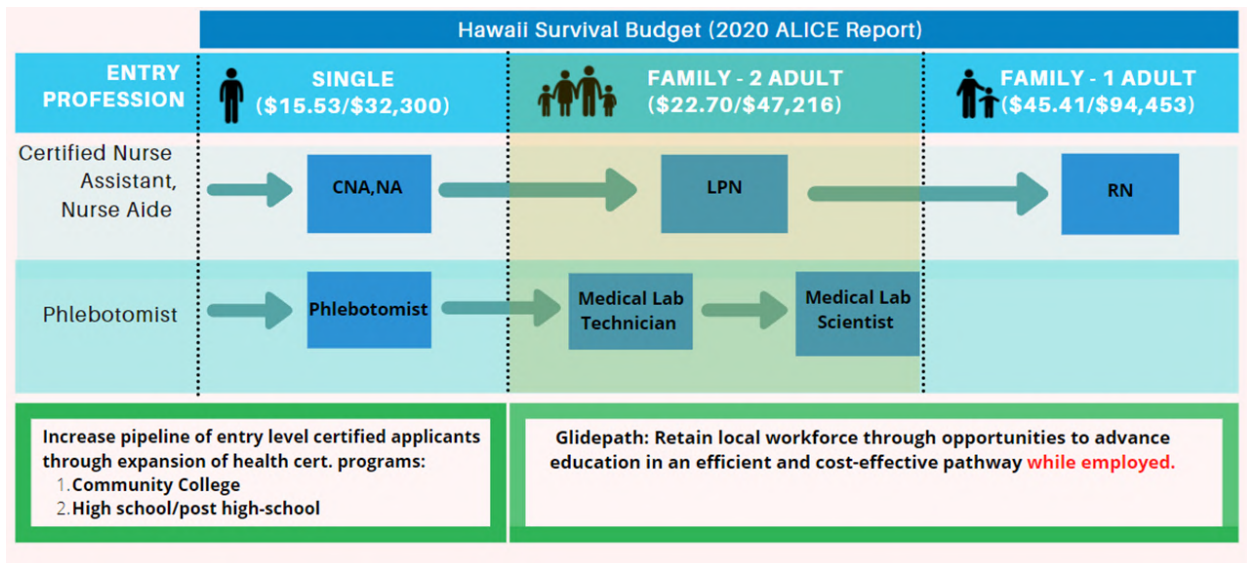 Hawaii Survival Budget (2020 ALICE Report)
ENTRY
PROFESSION
SINGLE
($15.53/$32,300)
FAMILY - 2 ADULT
($22.70/$47,216)
FAMILY - 1 ADULT
($45.41/$94,453)
Certified Nurse
Assistant,
Nurse Aide
CNA,NA
LPN
RN
Phlebotomist
Phlebotomist
Medical Lab
Technician
Medical Lab
Scientist
Increase pipeline of entry level certified applicants
through expansion of health cert. programs:
1.Community College
2.High school/post high-school
Glidepath: Retain local workforce through opportunities to advance
education in an efficient and cost-effective pathway while employed.